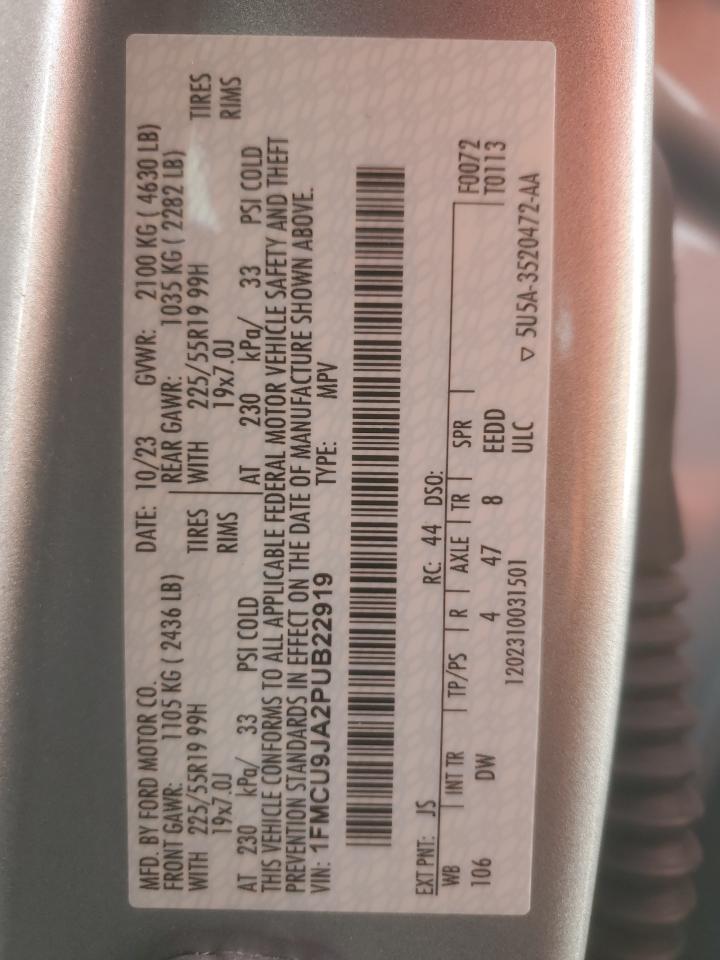 MFD. BY FORD MOTOR CO. DATE: 10/23 GVWR: 2100 KG ( 4630 LB)
FRONT GAWR: 1105 KG ( 2436 LB) REAR GAWR: 1035 KG ( 2282 LB)
WITH 225/55R19 99H TIRES WITH 225/55R19 99H TIRES
19x7.0J RIMS 19x7.0J RIMS
AT 230 kPa/ 33 PSI COLD AT 230 kPa/ 33 PSI COLD
THIS VEHICLE CONFORMS TO ALL APPLICABLE FEDERAL MOTOR VEHICLE SAFETY AND THEFT
PREVENTION STANDARDS IN EFFECT ON THE DATE OF MANUFACTURE SHOWN ABOVE.
VIN: 1FMCU9JA2PUB22919 TYPE: MPV
EXT PNT: JS RC: 44 DSO:
WB INT TR TP/PS R AXLE TR SPR F0072
106 DW 4 47 8 EEDD T0113
1202310031501 ULC
▽ 5U5A-3520472-AA